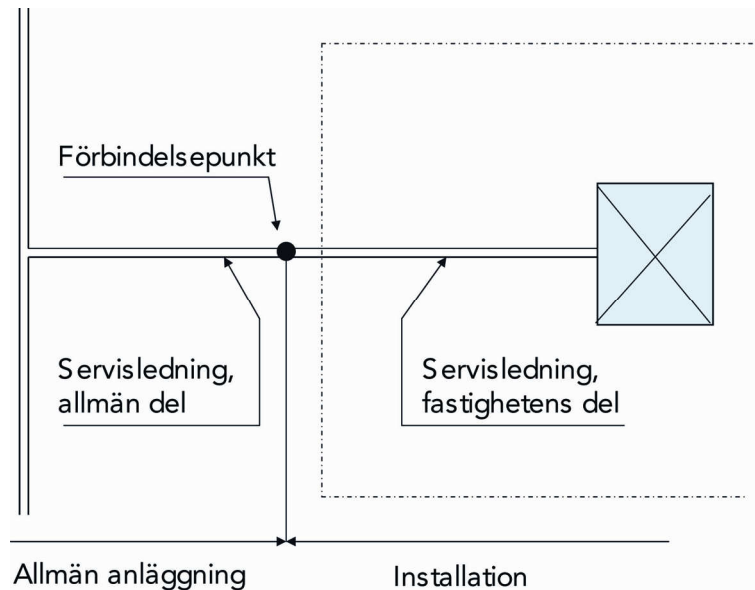 Förbindelsepunkt
Servisledning,
allmän del
Servisledning,
fastighetens del
Allmän anläggning
Installation